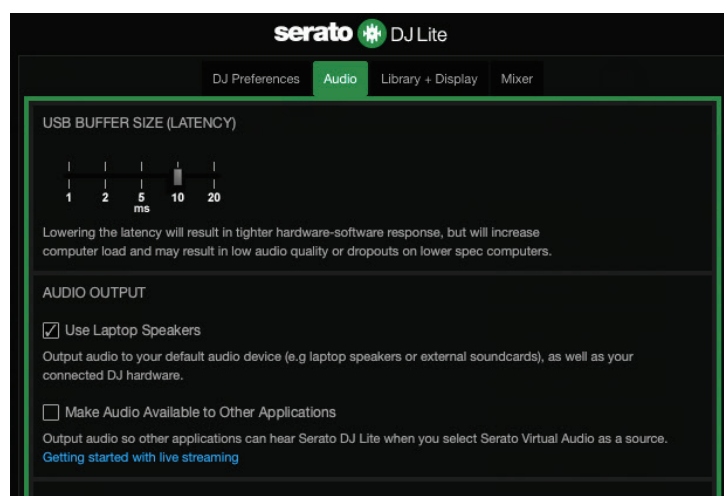 serato DJ Lite
DJ Preferences Audio Library + Display Mixer
USB BUFFER SIZE (LATENCY)
1 2 5 10 20
ms
Lowering the latency will result in tighter hardware-software response, but will increase
computer load and may result in low audio quality or dropouts on lower spec computers.
AUDIO OUTPUT
Use Laptop Speakers
Output audio to your default audio device (e.g laptop speakers or external soundcards), as well as your
connected DJ hardware.
Make Audio Available to Other Applications
Output audio so other applications can hear Serato DJ Lite when you select Serato Virtual Audio as a source.
Getting started with live streaming